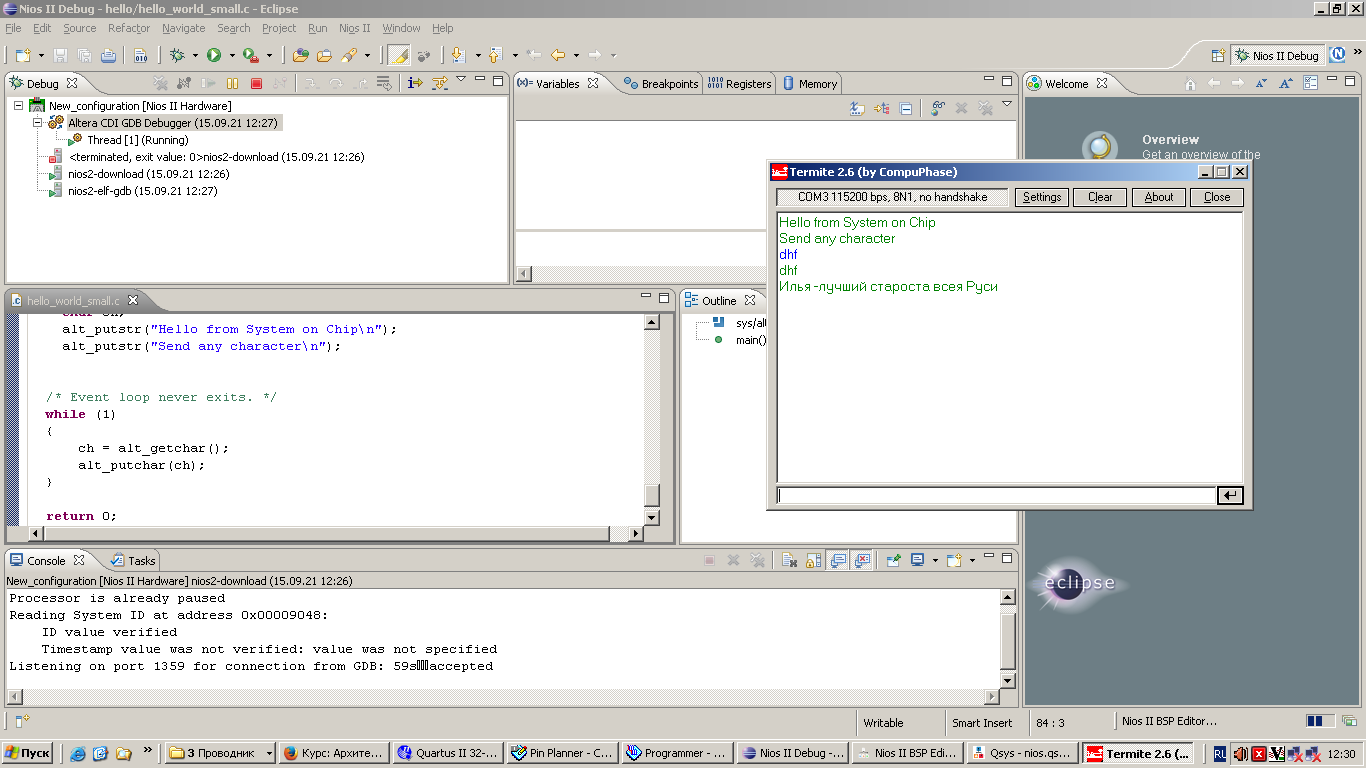 Nios II Debug - hello/hello_world_small.c - Eclipse
File Edit Source Refactor Navigate Search Project Run Nios II Window Help
Nios II Debug
Debug
New_configuration [Nios II Hardware]
Altera CDI GDB Debugger (15.09.21 12:27)
Thread [1] (Running)
<terminated, exit value: 0>nios2-download (15.09.21 12:26)
nios2-download (15.09.21 12:26)
nios2-elf-gdb (15.09.21 12:27)
(x)= Variables Breakpoints 1010 0101 Registers Memory
Welcome
Overview
Get an overview of the
Termite 2.6 (by CompuPhase)
COM3 115200 bps, 8N1, no handshake Settings Clear About Close
Hello from System on Chip
Send any character
dhf
dhf
Илья -лучший староста всея Руси
hello_world_small.c
char ch;
alt_putstr("Hello from System on Chip\n");
alt_putstr("Send any character\n");
/* Event loop never exits. */
while (1)
{
ch = alt_getchar();
alt_putchar(ch);
}
return 0;
Outline
sys/alt
main()
eclipse
Console Tasks
New_configuration [Nios II Hardware] nios2-download (15.09.21 12:26)
Processor is already paused
Reading System ID at address 0x00009048:
ID value verified
Timestamp value was not verified: value was not specified
Listening on port 1359 for connection from GDB: 59s accepted
Writable Smart Insert 84 : 3 Nios II BSP Editor...
Пуск 3 Проводник Курс: Архите... Quartus II 32-... Pin Planner - C... Programmer - ... Nios II Debug -... Nios II BSP Edi... Qsys - nios.qs... Termite 2.6 (... RL 12:30